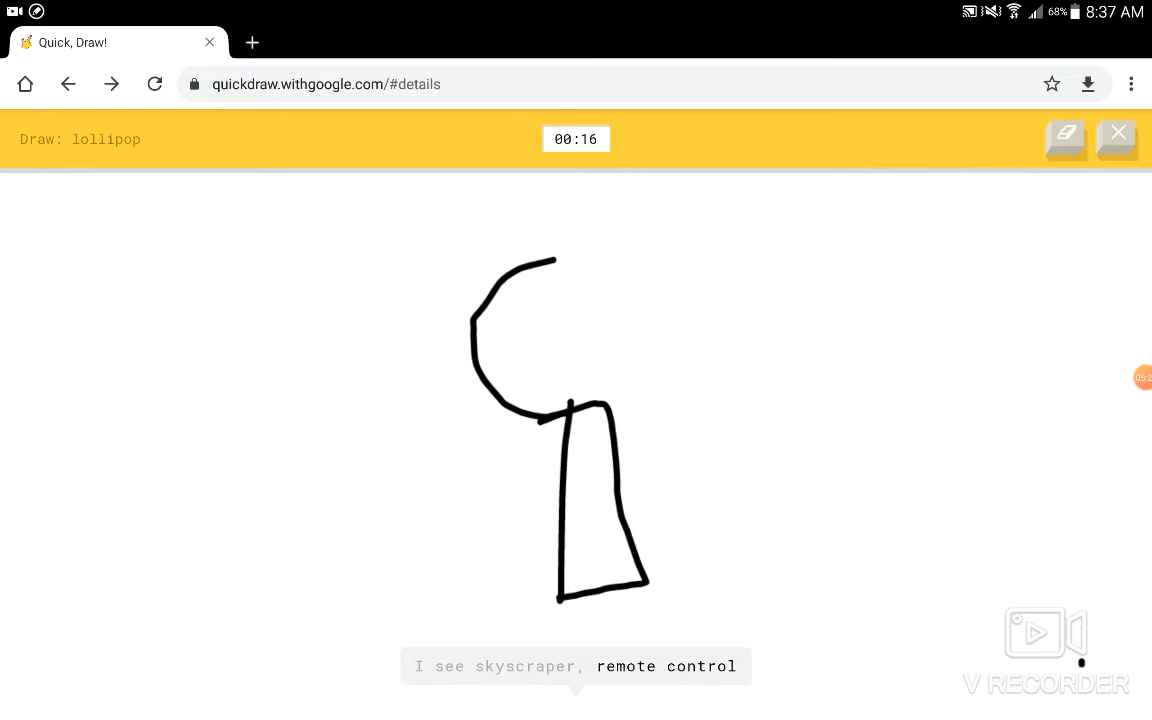 68% 8:37 AM
Quick, Draw!
quickdraw.withgoogle.com/#details
Draw: lollipop
00:16
I see skyscraper, remote control
V RECORDER